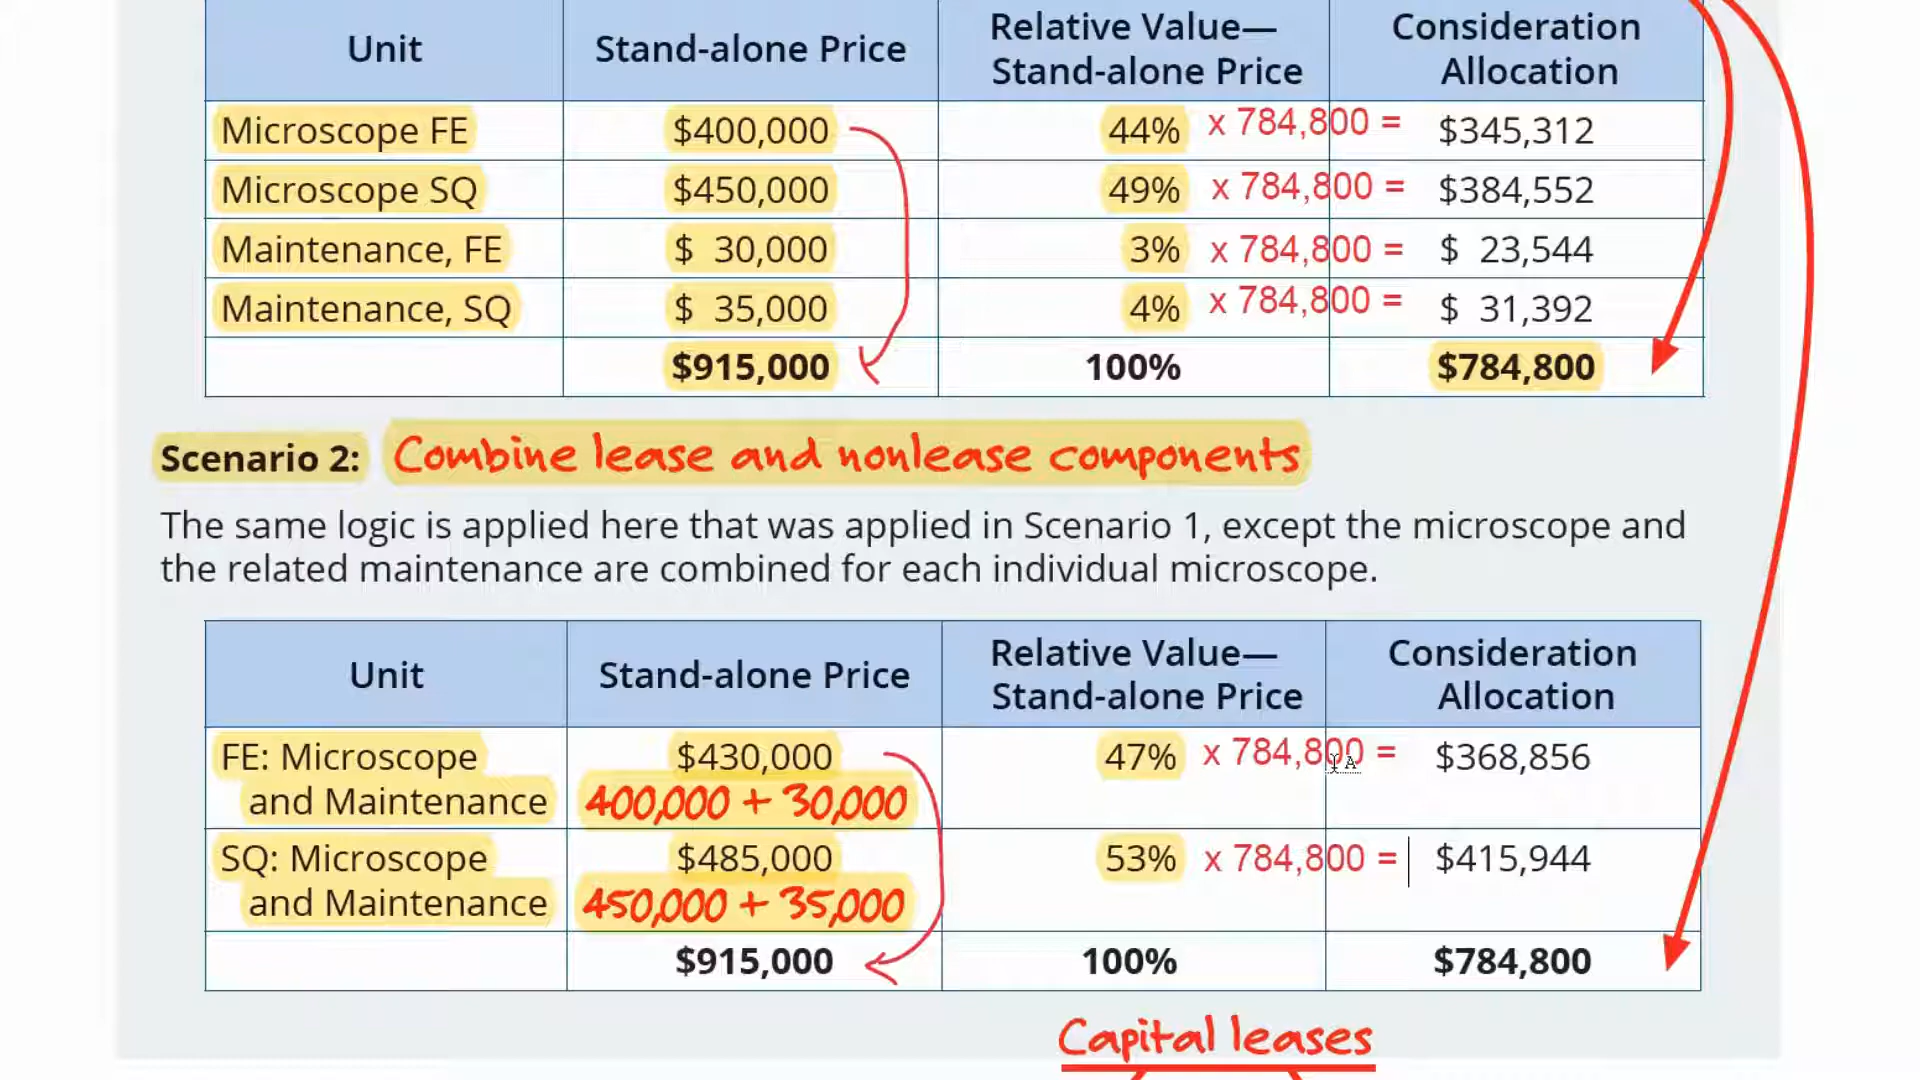 Unit Stand-alone Price Relative Value— Stand-alone Price Consideration Allocation
Microscope FE $400,000 44% x 784,800 = $345,312
Microscope SQ $450,000 49% x 784,800 = $384,552
Maintenance, FE $ 30,000 3% x 784,800 = $ 23,544
Maintenance, SQ $ 35,000 4% x 784,800 = $ 31,392
$915,000 100% $784,800
Scenario 2: Combine lease and nonlease components
The same logic is applied here that was applied in Scenario 1, except the microscope and
the related maintenance are combined for each individual microscope.
Unit Stand-alone Price Relative Value— Stand-alone Price Consideration Allocation
FE: Microscope $430,000 47% x 784,800 = $368,856
and Maintenance 400,000 + 30,000
SQ: Microscope $485,000 53% x 784,800 = $415,944
and Maintenance 450,000 + 35,000
$915,000 100% $784,800
Capital leases